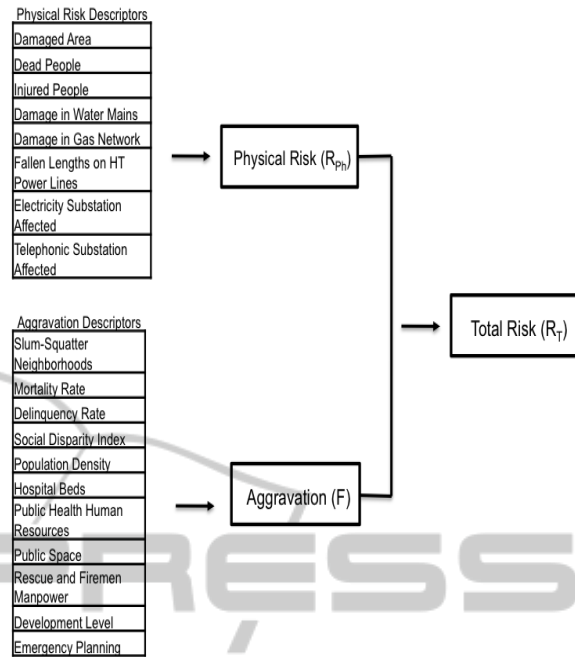 Physical Risk Descriptors
Damaged Area
Dead People
Injured People
Damage in Water Mains
Damage in Gas Network
Fallen Lengths on HT
Power Lines
Electricity Substation
Affected
Telephonic Substation
Affected
Physical Risk (RPh)
Total Risk (RT)
Aggravation Descriptors
Slum-Squatter
Neighborhoods
Mortality Rate
Delinquency Rate
Social Disparity Index
Population Density
Hospital Beds
Public Health Human
Resources
Public Space
Rescue and Firemen
Manpower
Development Level
Emergency Planning
Aggravation (F)
PRESS